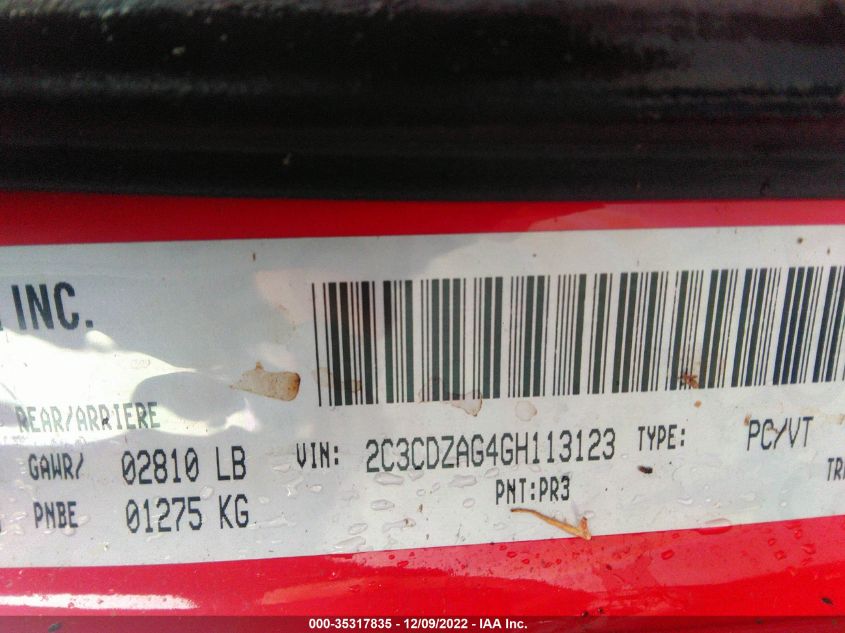 INC.
REAR/ARRIERE
GAWR/ 02810 LB VIN: 2C3CDZAG4GH113123 TYPE: PC/VT
PNBE 01275 KG PNT:PR3
000-35317835 - 12/09/2022 - IAA Inc.